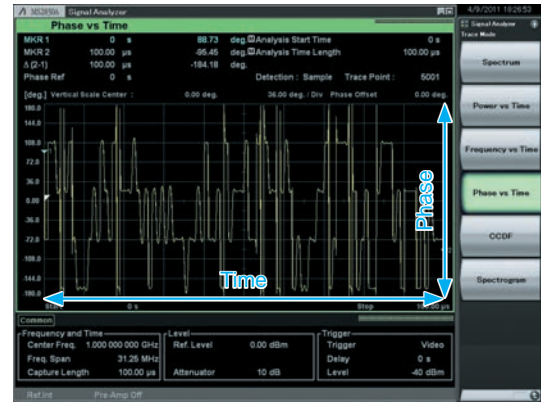 MS2850A Signal Analyzer 4/9/2011 19:26:53
Phase vs Time
MKR 1 0 s 88.73 deg. Analysis Start Time 0 s
MKR 2 100.00 µs -95.45 deg. Analysis Time Length 100.00 µs
Δ (2-1) 100.00 µs -184.18 deg.
Phase Ref 0 s Detection : Sample Trace Point : 5001
[deg.] Vertical Scale Center : 0.00 deg. 36.00 deg. / Div Phase Offset 0.00 deg.
180.0
144.0
108.0
72.0
36.0
0.00
-36.0
-72.0
-108.0
-144.0
-180.0
Phase
Time
Start 0 s Stop 100.00 µs
Common
Frequency and Time
Center Freq. 1.000 000 000 GHz
Freq. Span 31.25 MHz
Capture Length 100.00 µs
Level
Ref. Level 0.00 dBm
Attenuator 10 dB
Trigger
Trigger Video
Delay 0 s
Level -40 dBm
Ref.Int Pre-Amp Off
Signal Analyzer
Trace Mode
Spectrum
Power vs Time
Frequency vs Time
Phase vs Time
CCDF
Spectrogram